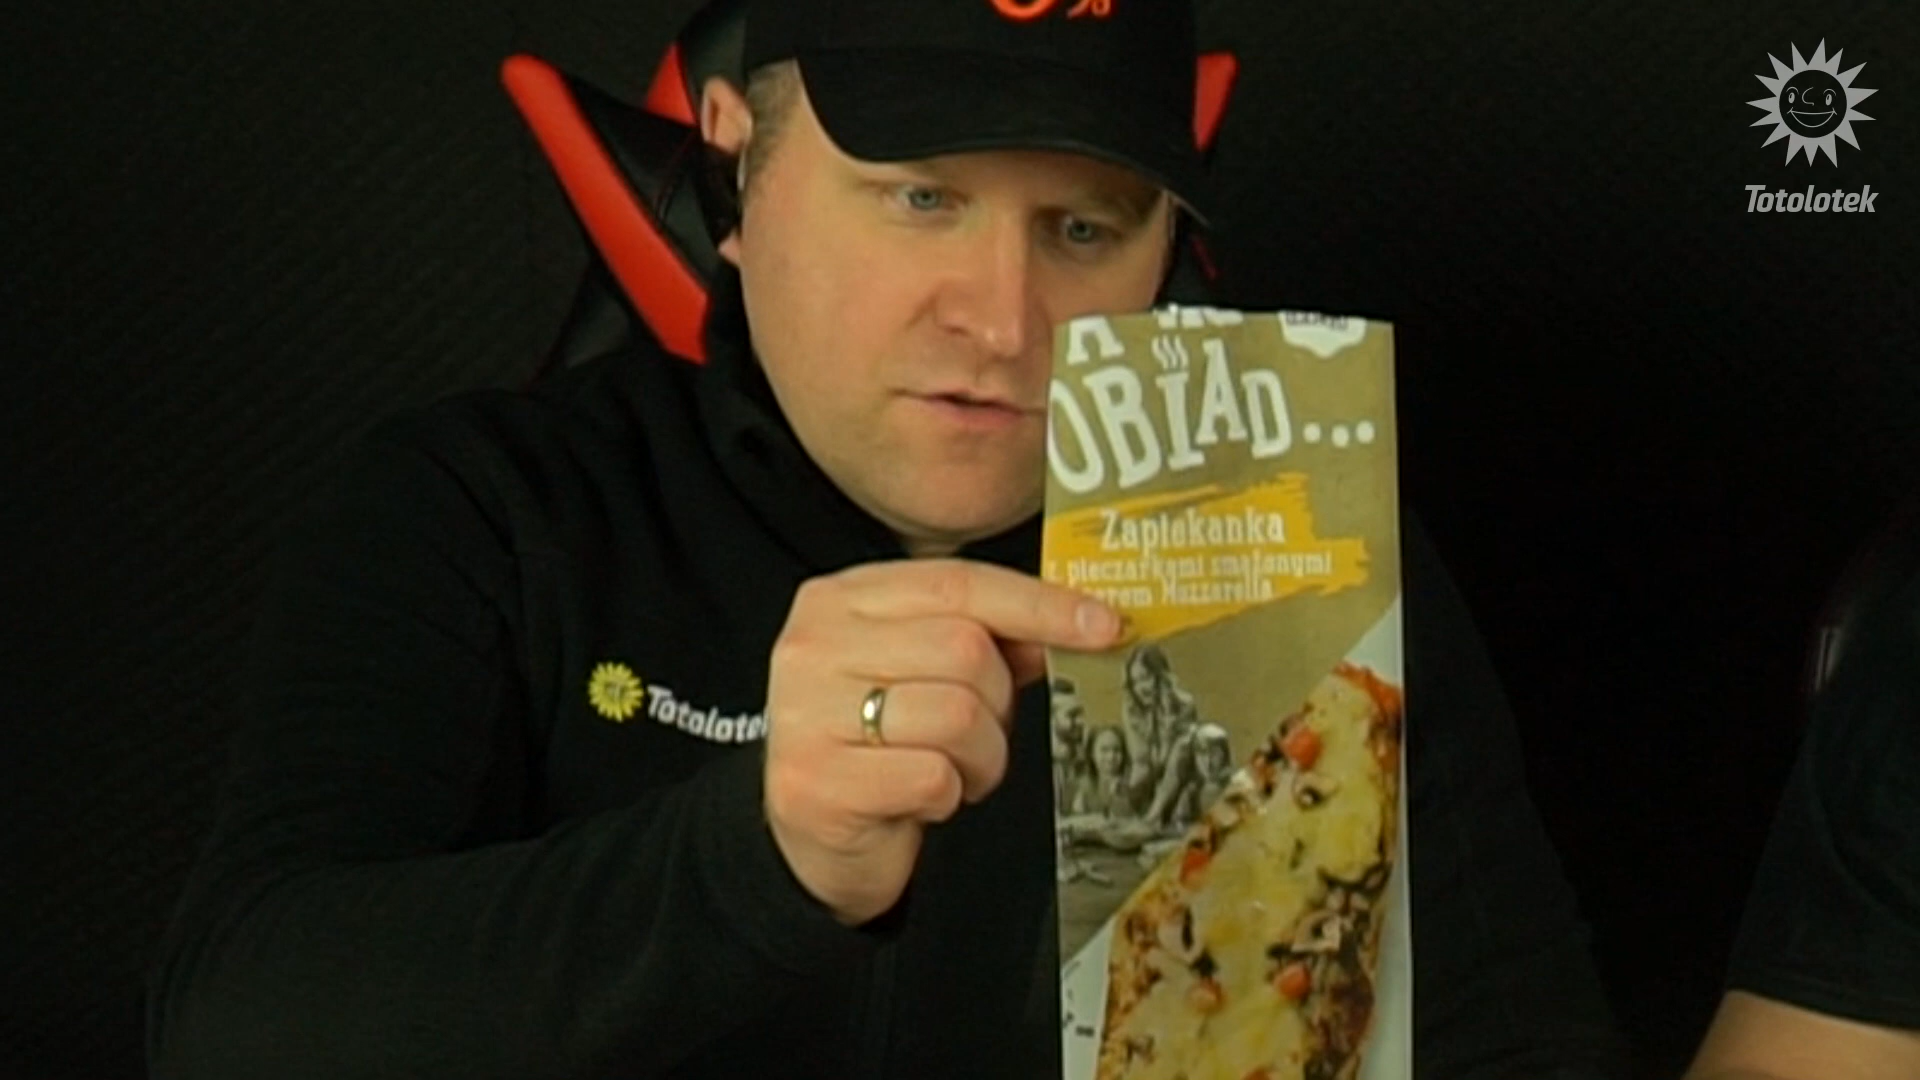 %
Totolotek
OBIAD...
Zapiekanka
z pieczarkami smażonymi
serem Mozzarella
Totolotek